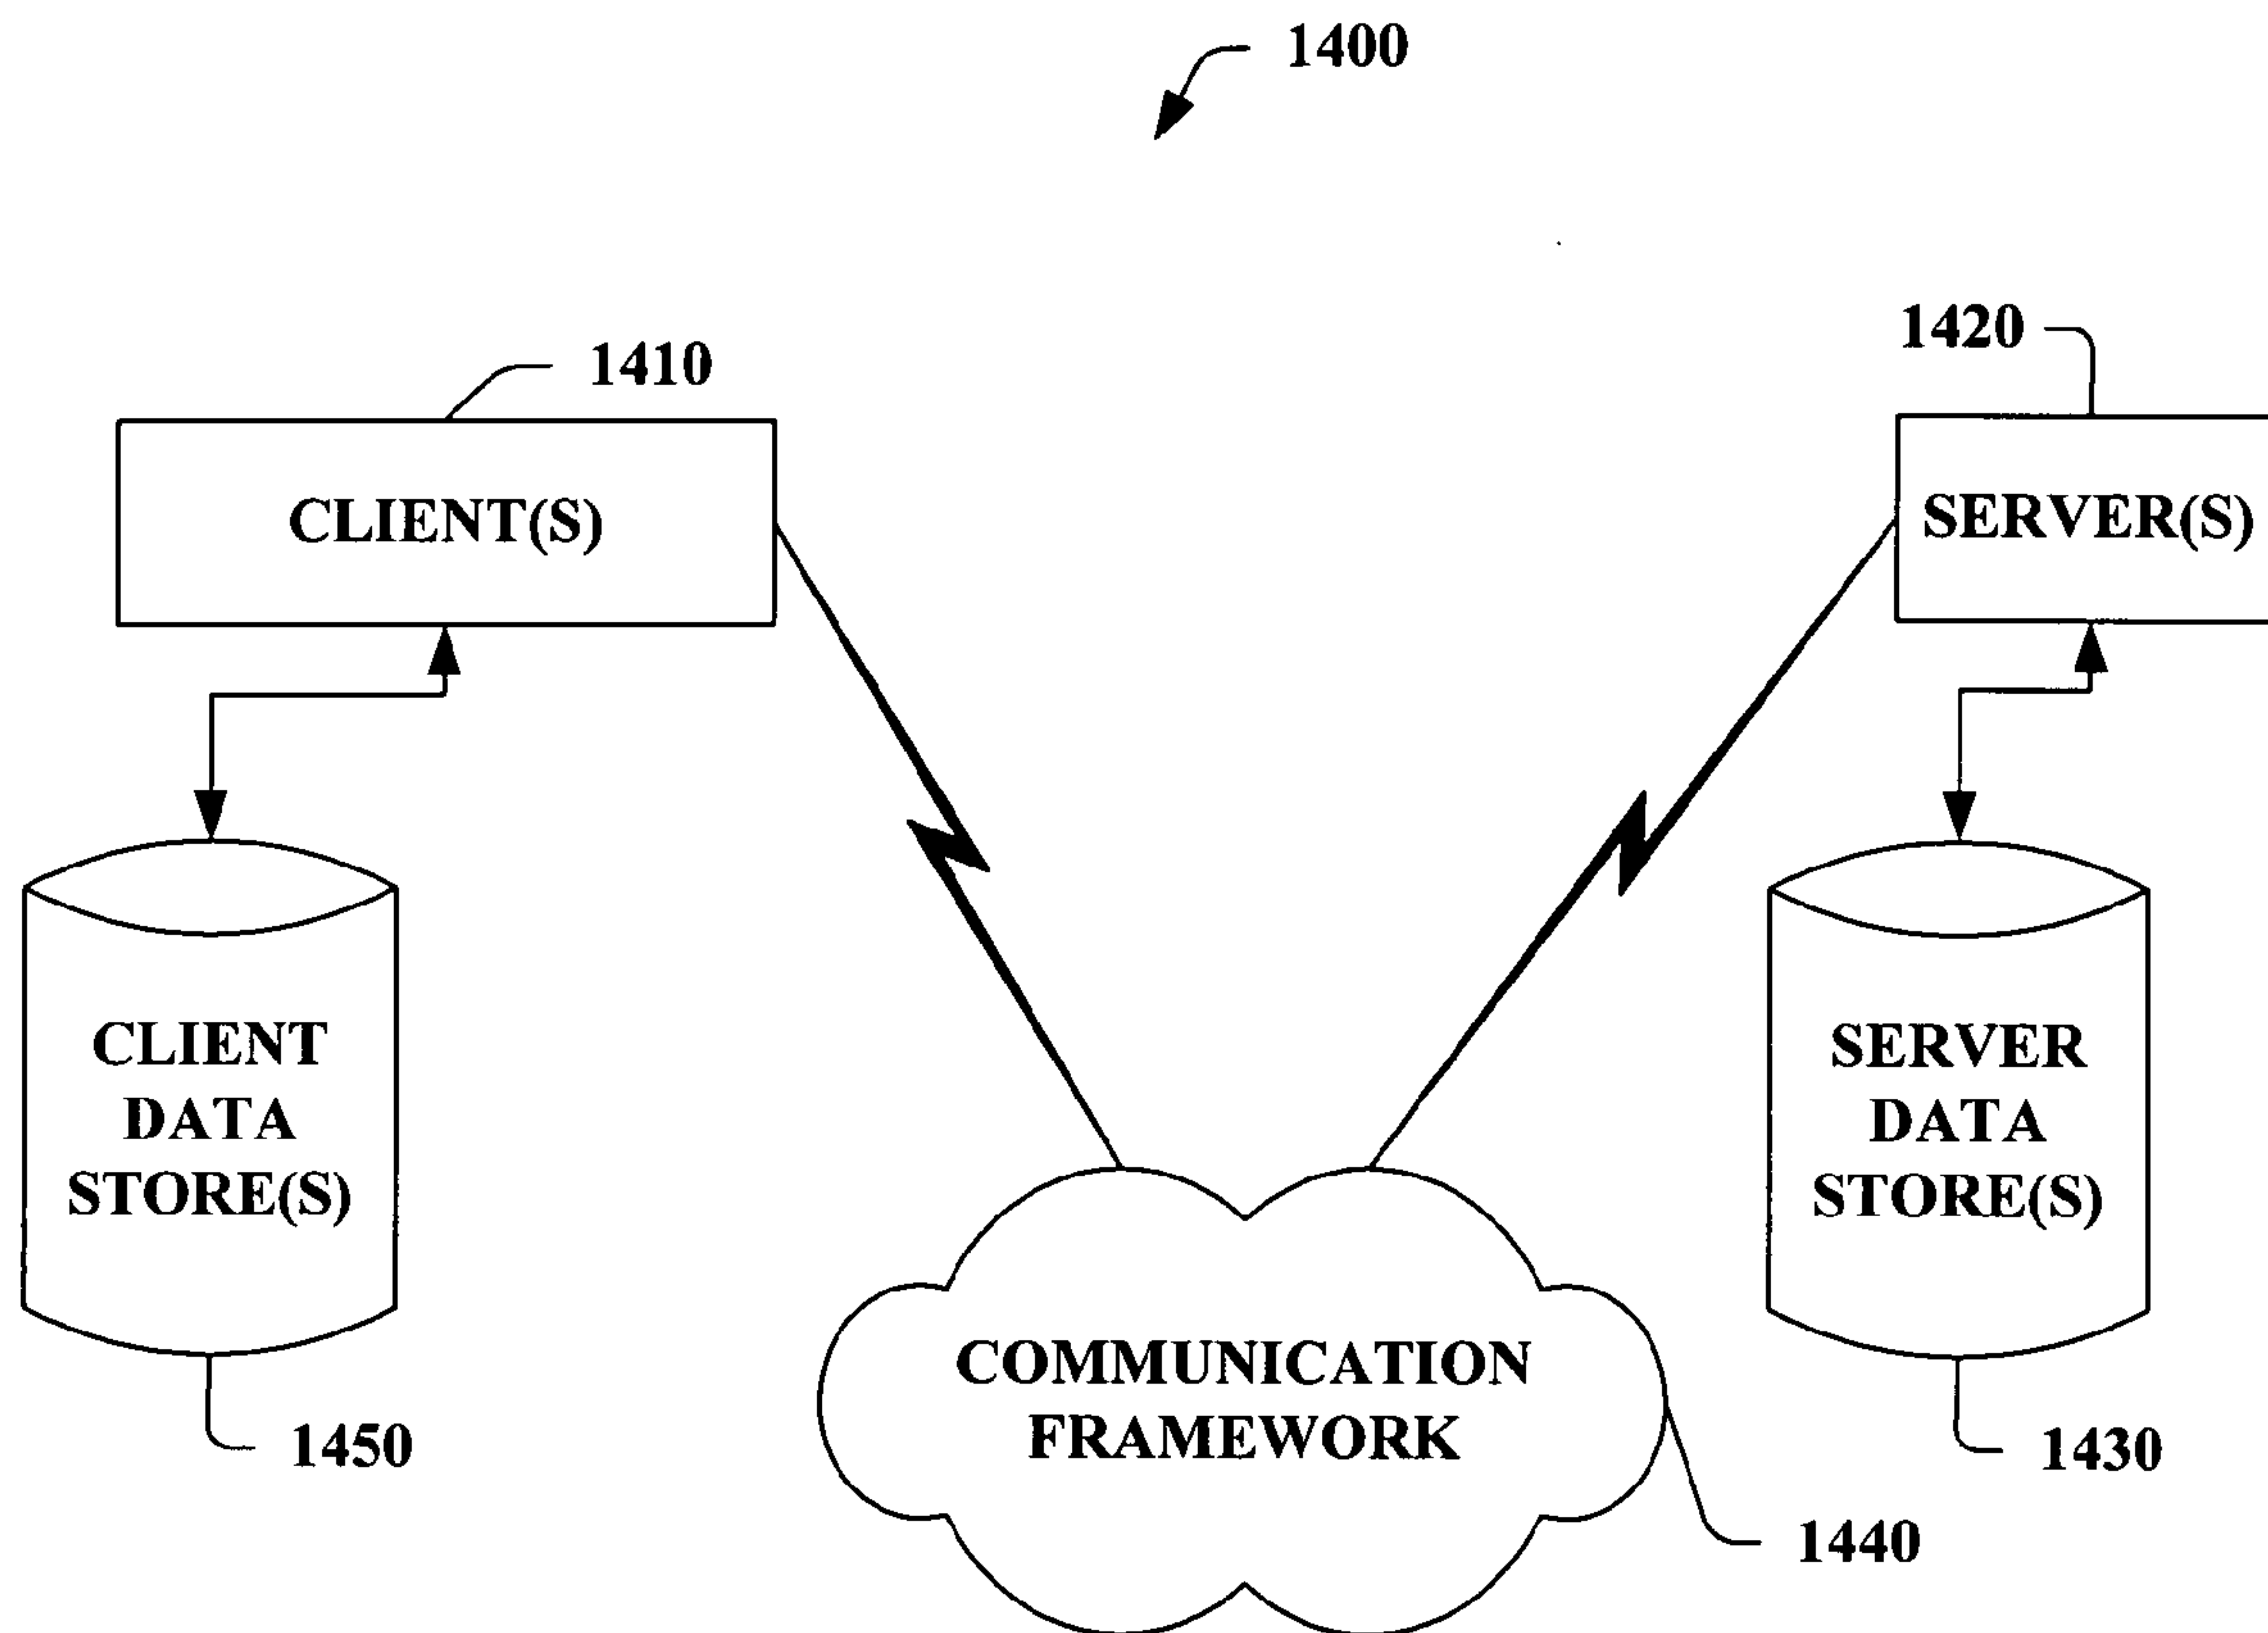 1400
1410
1420
CLIENT(S)
SERVER(S)
CLIENT
DATA
STORE(S)
SERVER
DATA
STORE(S)
COMMUNICATION
FRAMEWORK
1450
1430
1440